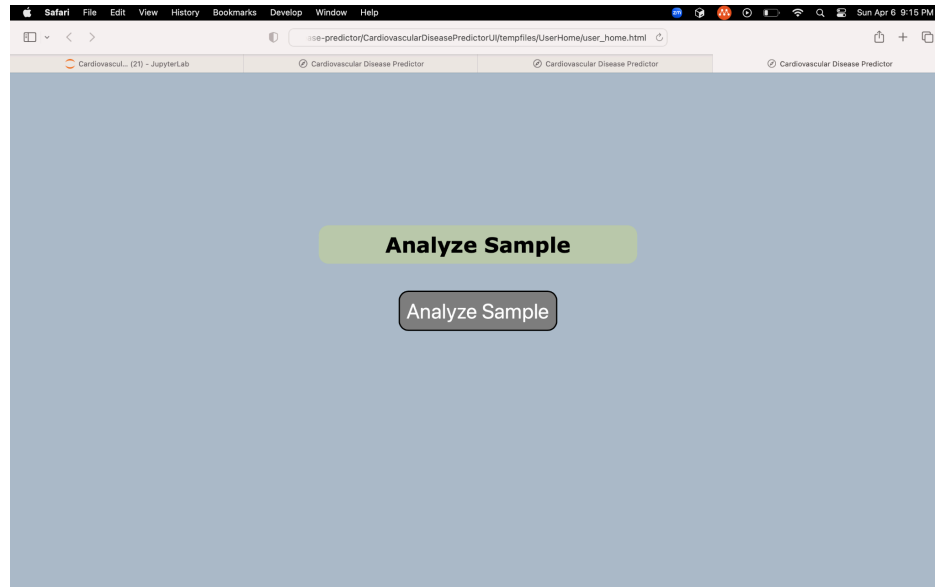 Safari File Edit View History Bookmarks Develop Window Help zm Sun Apr 6 9:15 PM
se-predictor/CardiovascularDiseasePredictorUI/tempfiles/UserHome/user_home.html
Cardiovascul... (21) - JupyterLab Cardiovascular Disease Predictor Cardiovascular Disease Predictor Cardiovascular Disease Predictor
Analyze Sample
Analyze Sample